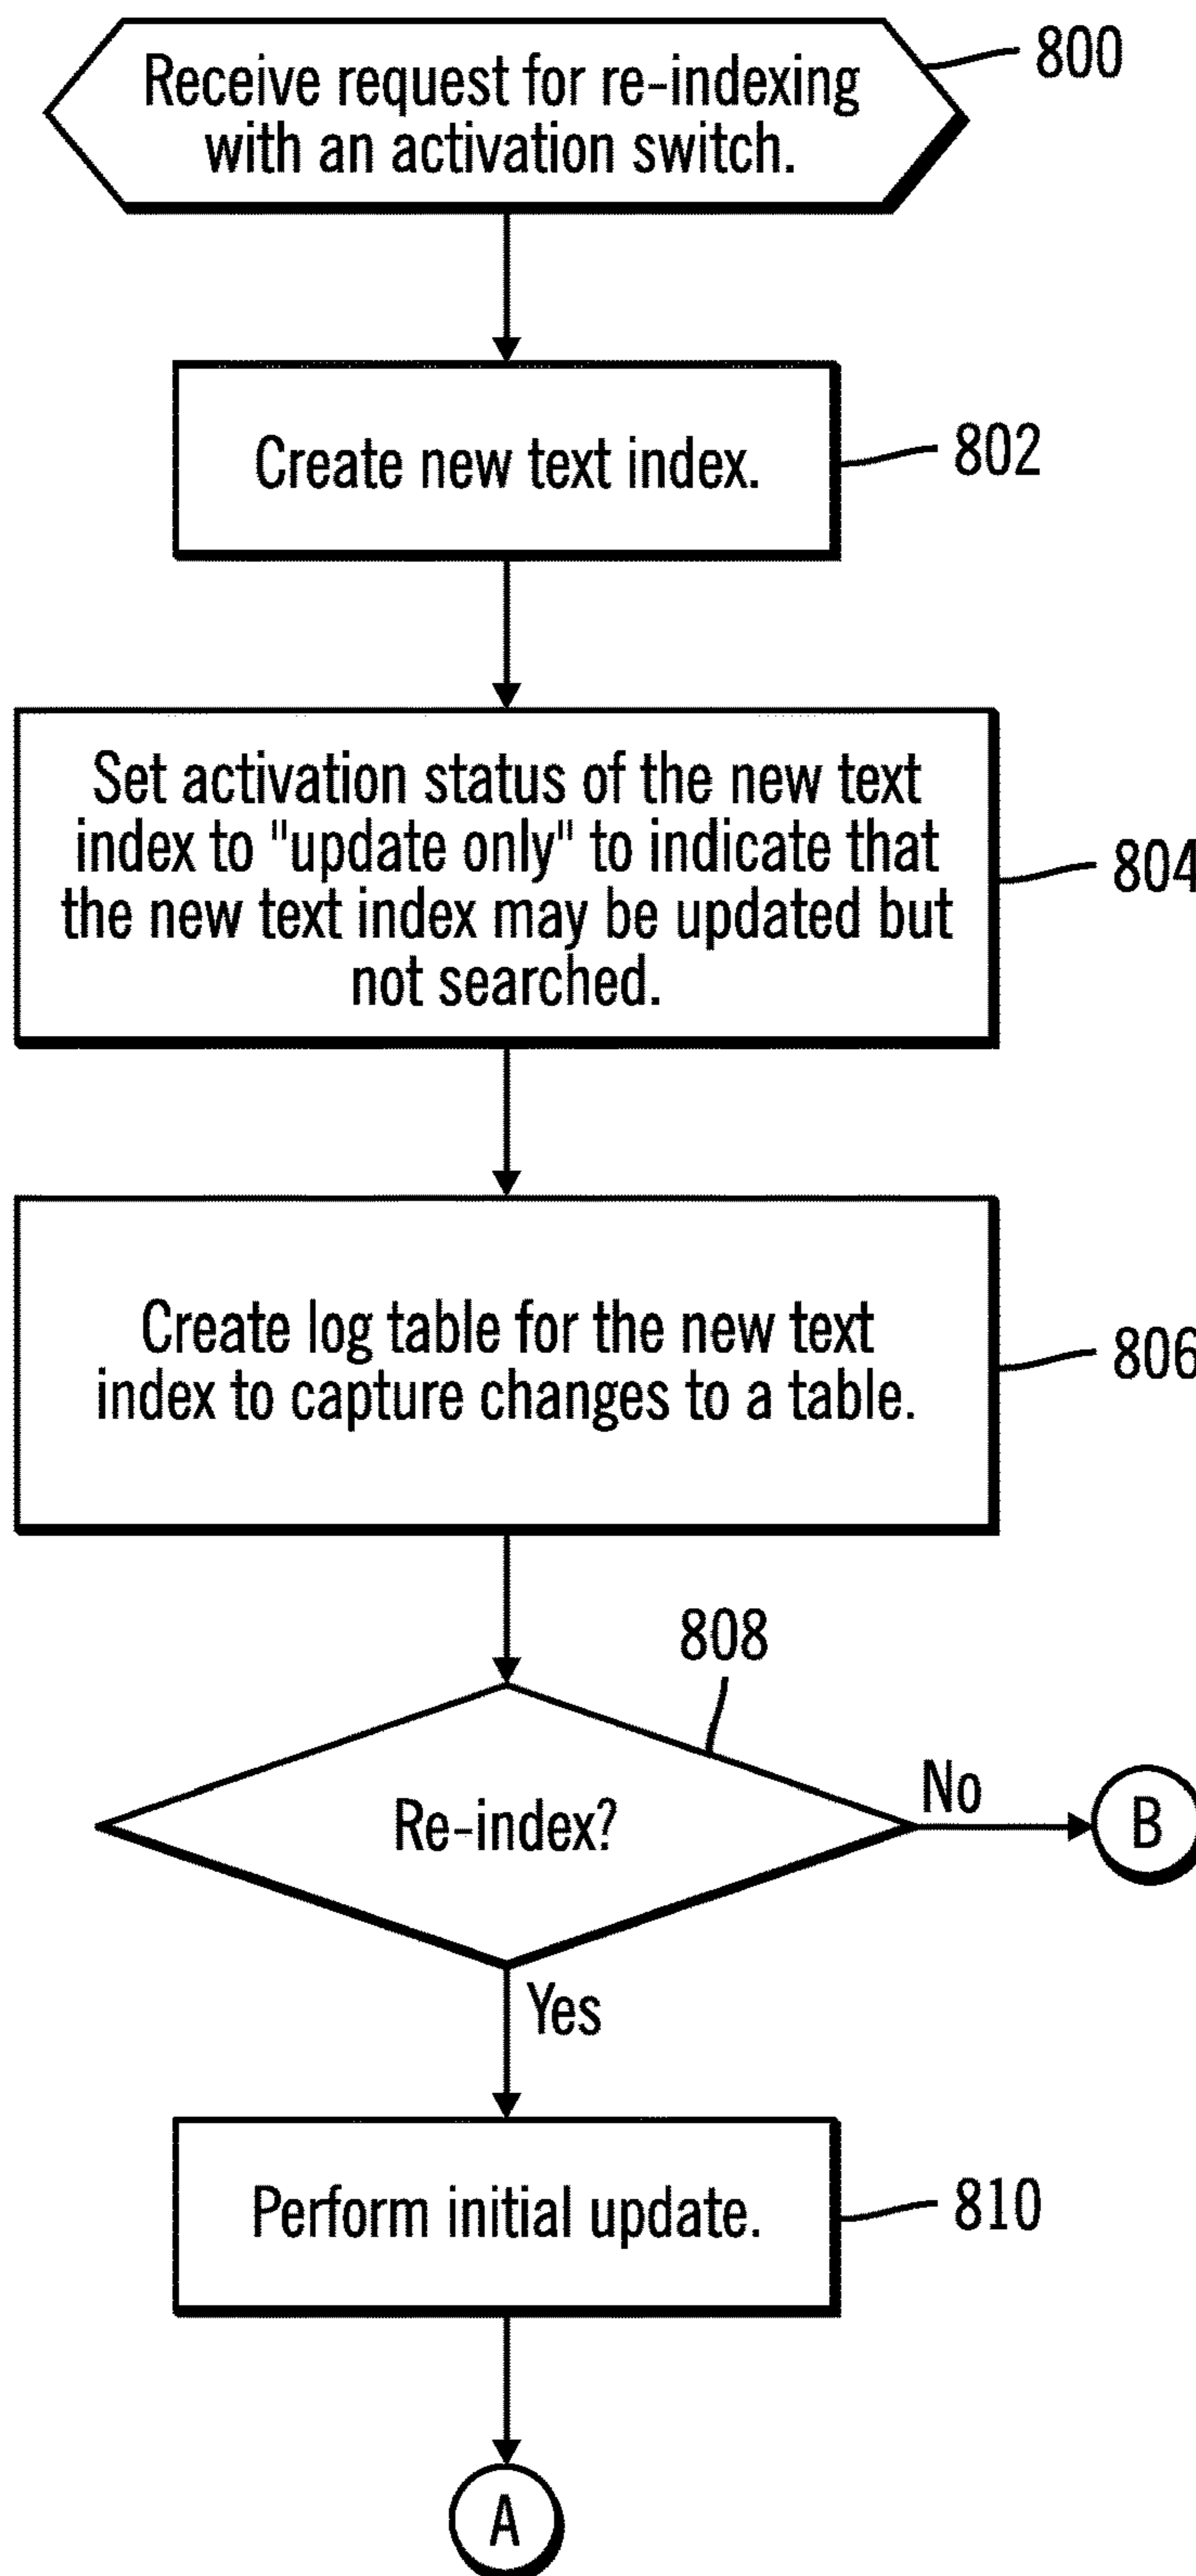 Receive request for re-indexing
with an activation switch.
800
Create new text index.
802
Set activation status of the new text
index to "update only" to indicate that
the new text index may be updated but
not searched.
804
Create log table for the new text
index to capture changes to a table.
806
808
Re-index?
No
B
Yes
Perform initial update.
810
A